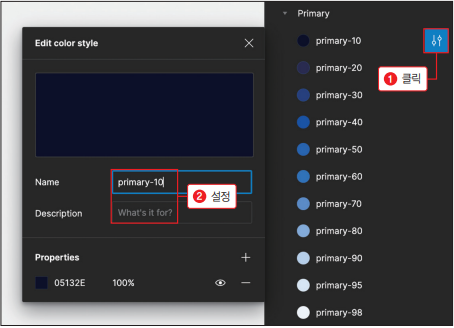 Edit color style
Name
primary-10
Description
What's it for?
Properties
05132E 100%
2 설정
Primary
primary-10
primary-20
1 클릭
primary-30
primary-40
primary-50
primary-60
primary-70
primary-80
primary-90
primary-95
primary-98